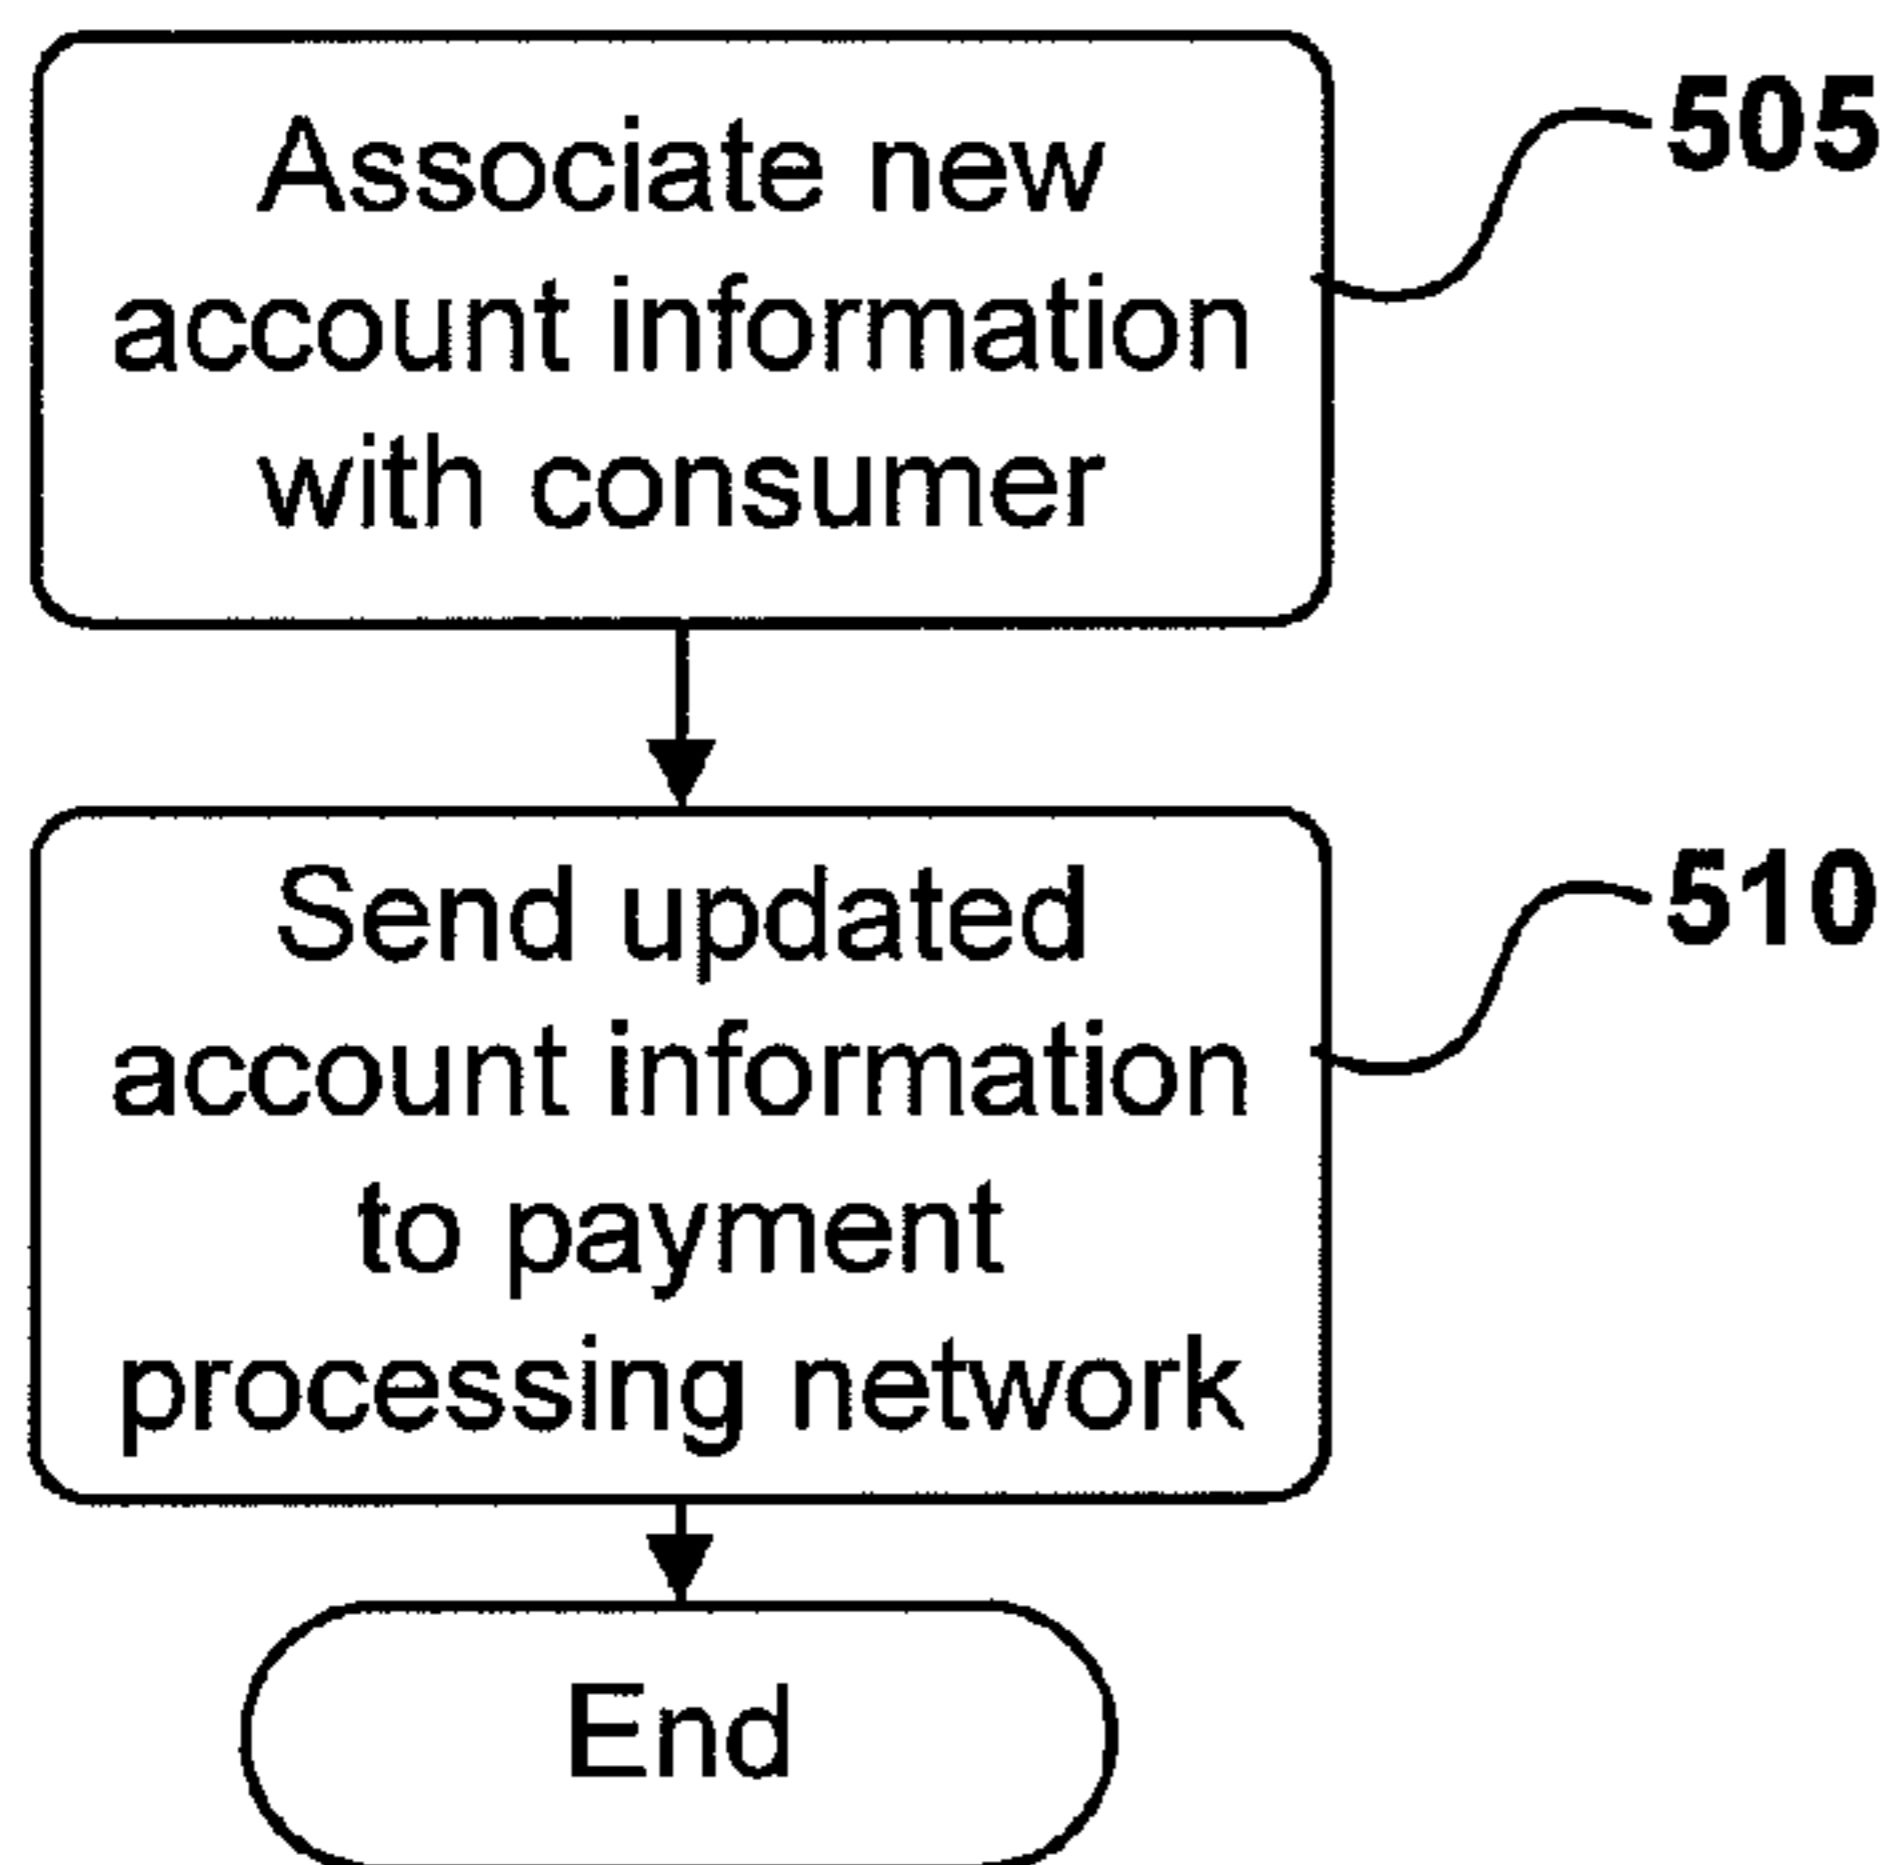 Associate new
account information
with consumer
505
Send updated
account information
to payment
processing network
510
End